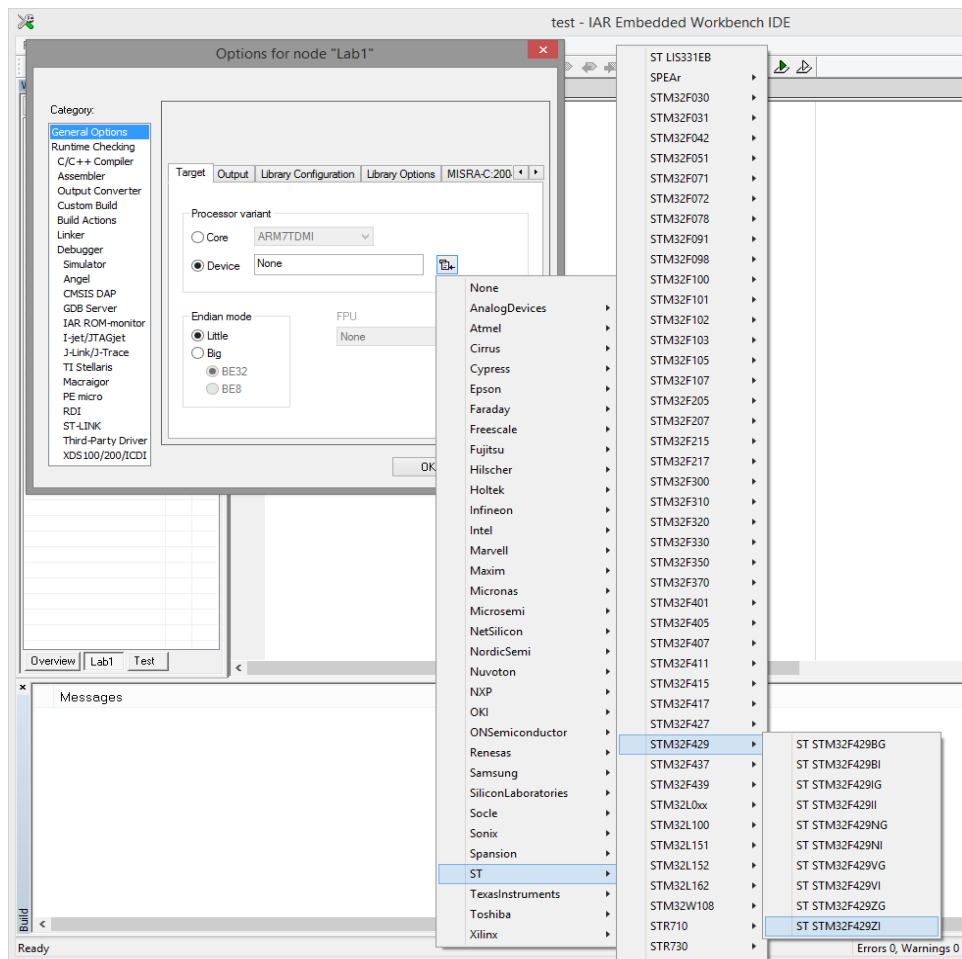 test - IAR Embedded Workbench IDE
Options for node "Lab1"
Category:
General Options
Runtime Checking
C/C++ Compiler
Assembler
Output Converter
Custom Build
Build Actions
Linker
Debugger
Simulator
Angel
CMSIS DAP
GDB Server
IAR ROM-monitor
I-jet/JTAGjet
J-Link/J-Trace
TI Stellaris
Macraigor
PE micro
RDI
ST-LINK
Third-Party Driver
XDS100/200/ICDI
Target Output Library Configuration Library Options MISRA-C:200
Processor variant
Core ARM7TDMI
Device None
Endian mode
Little
Big
BE32
BE8
FPU
None
OK
None
AnalogDevices
Atmel
Cirrus
Cypress
Epson
Faraday
Freescale
Fujitsu
Hilscher
Holtek
Infineon
Intel
Marvell
Maxim
Micronas
Microsemi
NetSilicon
NordicSemi
Nuvoton
NXP
OKI
ONSemiconductor
Renesas
Samsung
SiliconLaboratories
Socle
Sonix
Spansion
ST
TexasInstruments
Toshiba
Xilinx
ST LIS331EB
SPEAr
STM32F030
STM32F031
STM32F042
STM32F051
STM32F071
STM32F072
STM32F078
STM32F091
STM32F098
STM32F100
STM32F101
STM32F102
STM32F103
STM32F105
STM32F107
STM32F205
STM32F207
STM32F215
STM32F217
STM32F300
STM32F310
STM32F320
STM32F330
STM32F350
STM32F370
STM32F401
STM32F405
STM32F407
STM32F411
STM32F415
STM32F417
STM32F427
STM32F429
STM32F437
STM32F439
STM32L0xx
STM32L100
STM32L151
STM32L152
STM32L162
STM32W108
STR710
STR730
ST STM32F429BG
ST STM32F429BI
ST STM32F429IG
ST STM32F429II
ST STM32F429NG
ST STM32F429NI
ST STM32F429VG
ST STM32F429VI
ST STM32F429ZG
ST STM32F429ZI
Overview Lab1 Test
Messages
Build
Ready
Errors 0, Warnings 0